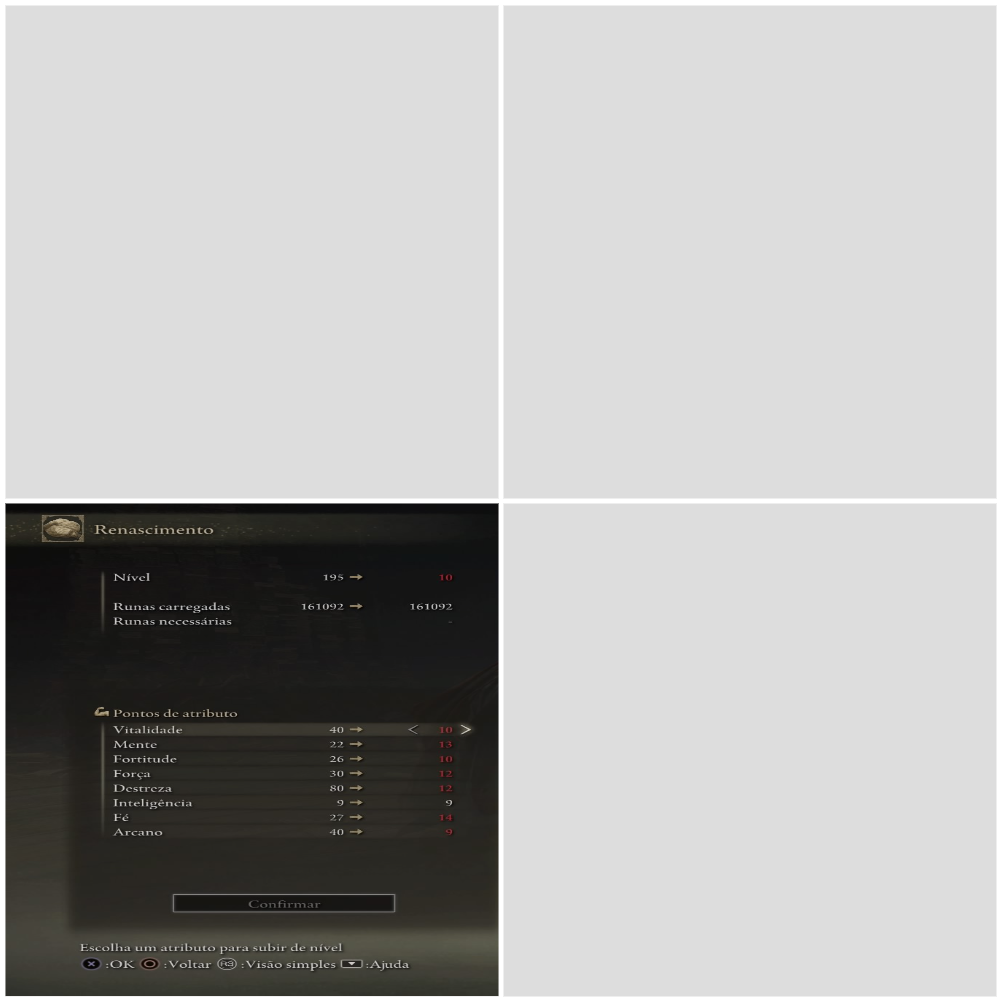 Renascimento
Nível 195 → 10
Runas carregadas 161092 → 161092
Runas necessárias -
Pontos de atributo
Vitalidade 40 → < 10 >
Mente 22 → 13
Fortitude 26 → 10
Força 30 → 12
Destreza 80 → 12
Inteligência 9 → 9
Fé 27 → 14
Arcano 40 → 9
Confirmar
Escolha um atributo para subir de nível
:OK :Voltar R3 :Visão simples :Ajuda